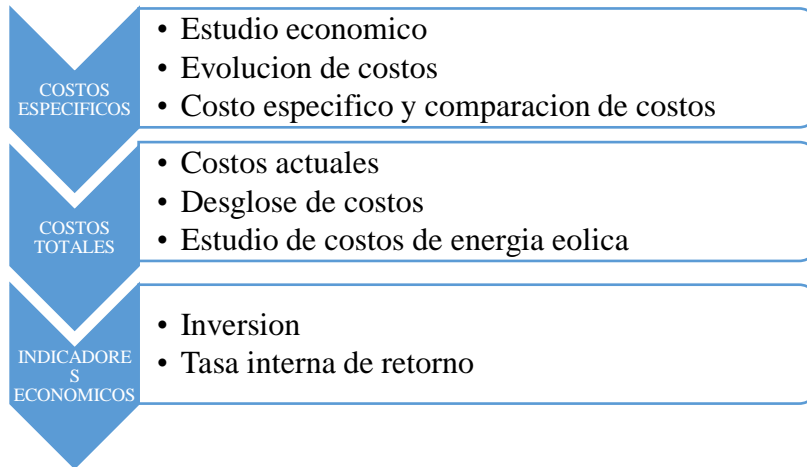 COSTOS
ESPECIFICOS
• Estudio economico
• Evolucion de costos
• Costo especifico y comparacion de costos
COSTOS
TOTALES
• Costos actuales
• Desglose de costos
• Estudio de costos de energia eolica
INDICADORE
S
ECONOMICOS
• Inversion
• Tasa interna de retorno